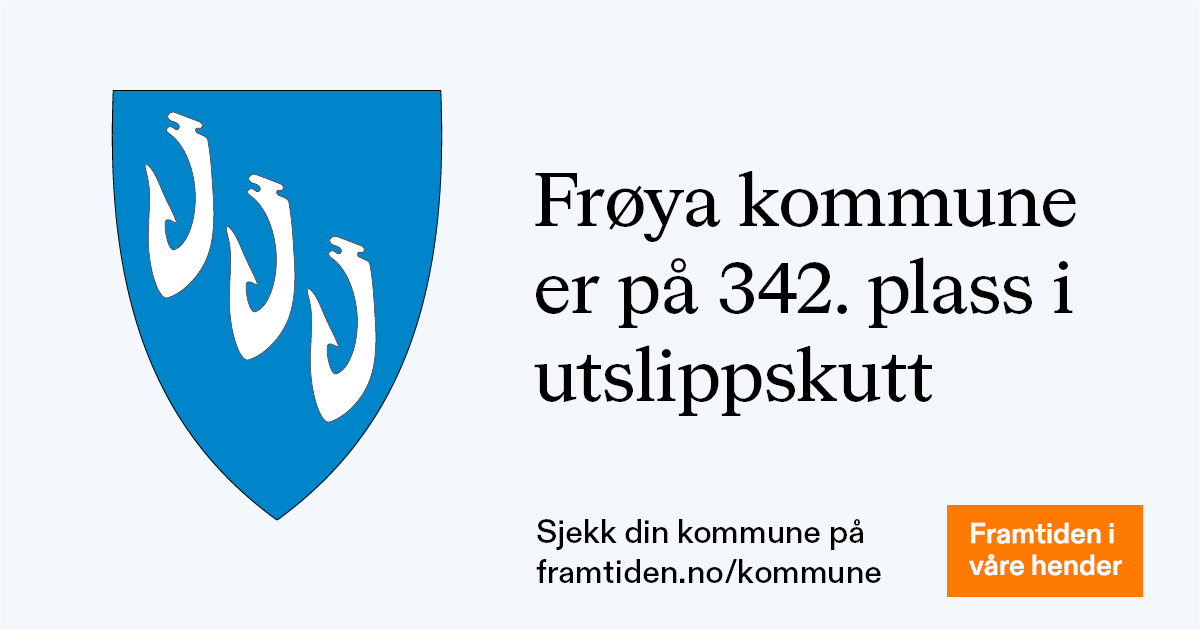 Frøya kommune
er på 342. plass i
utslippskutt
Sjekk din kommune på
framtiden.no/kommune
Framtiden i
våre hender